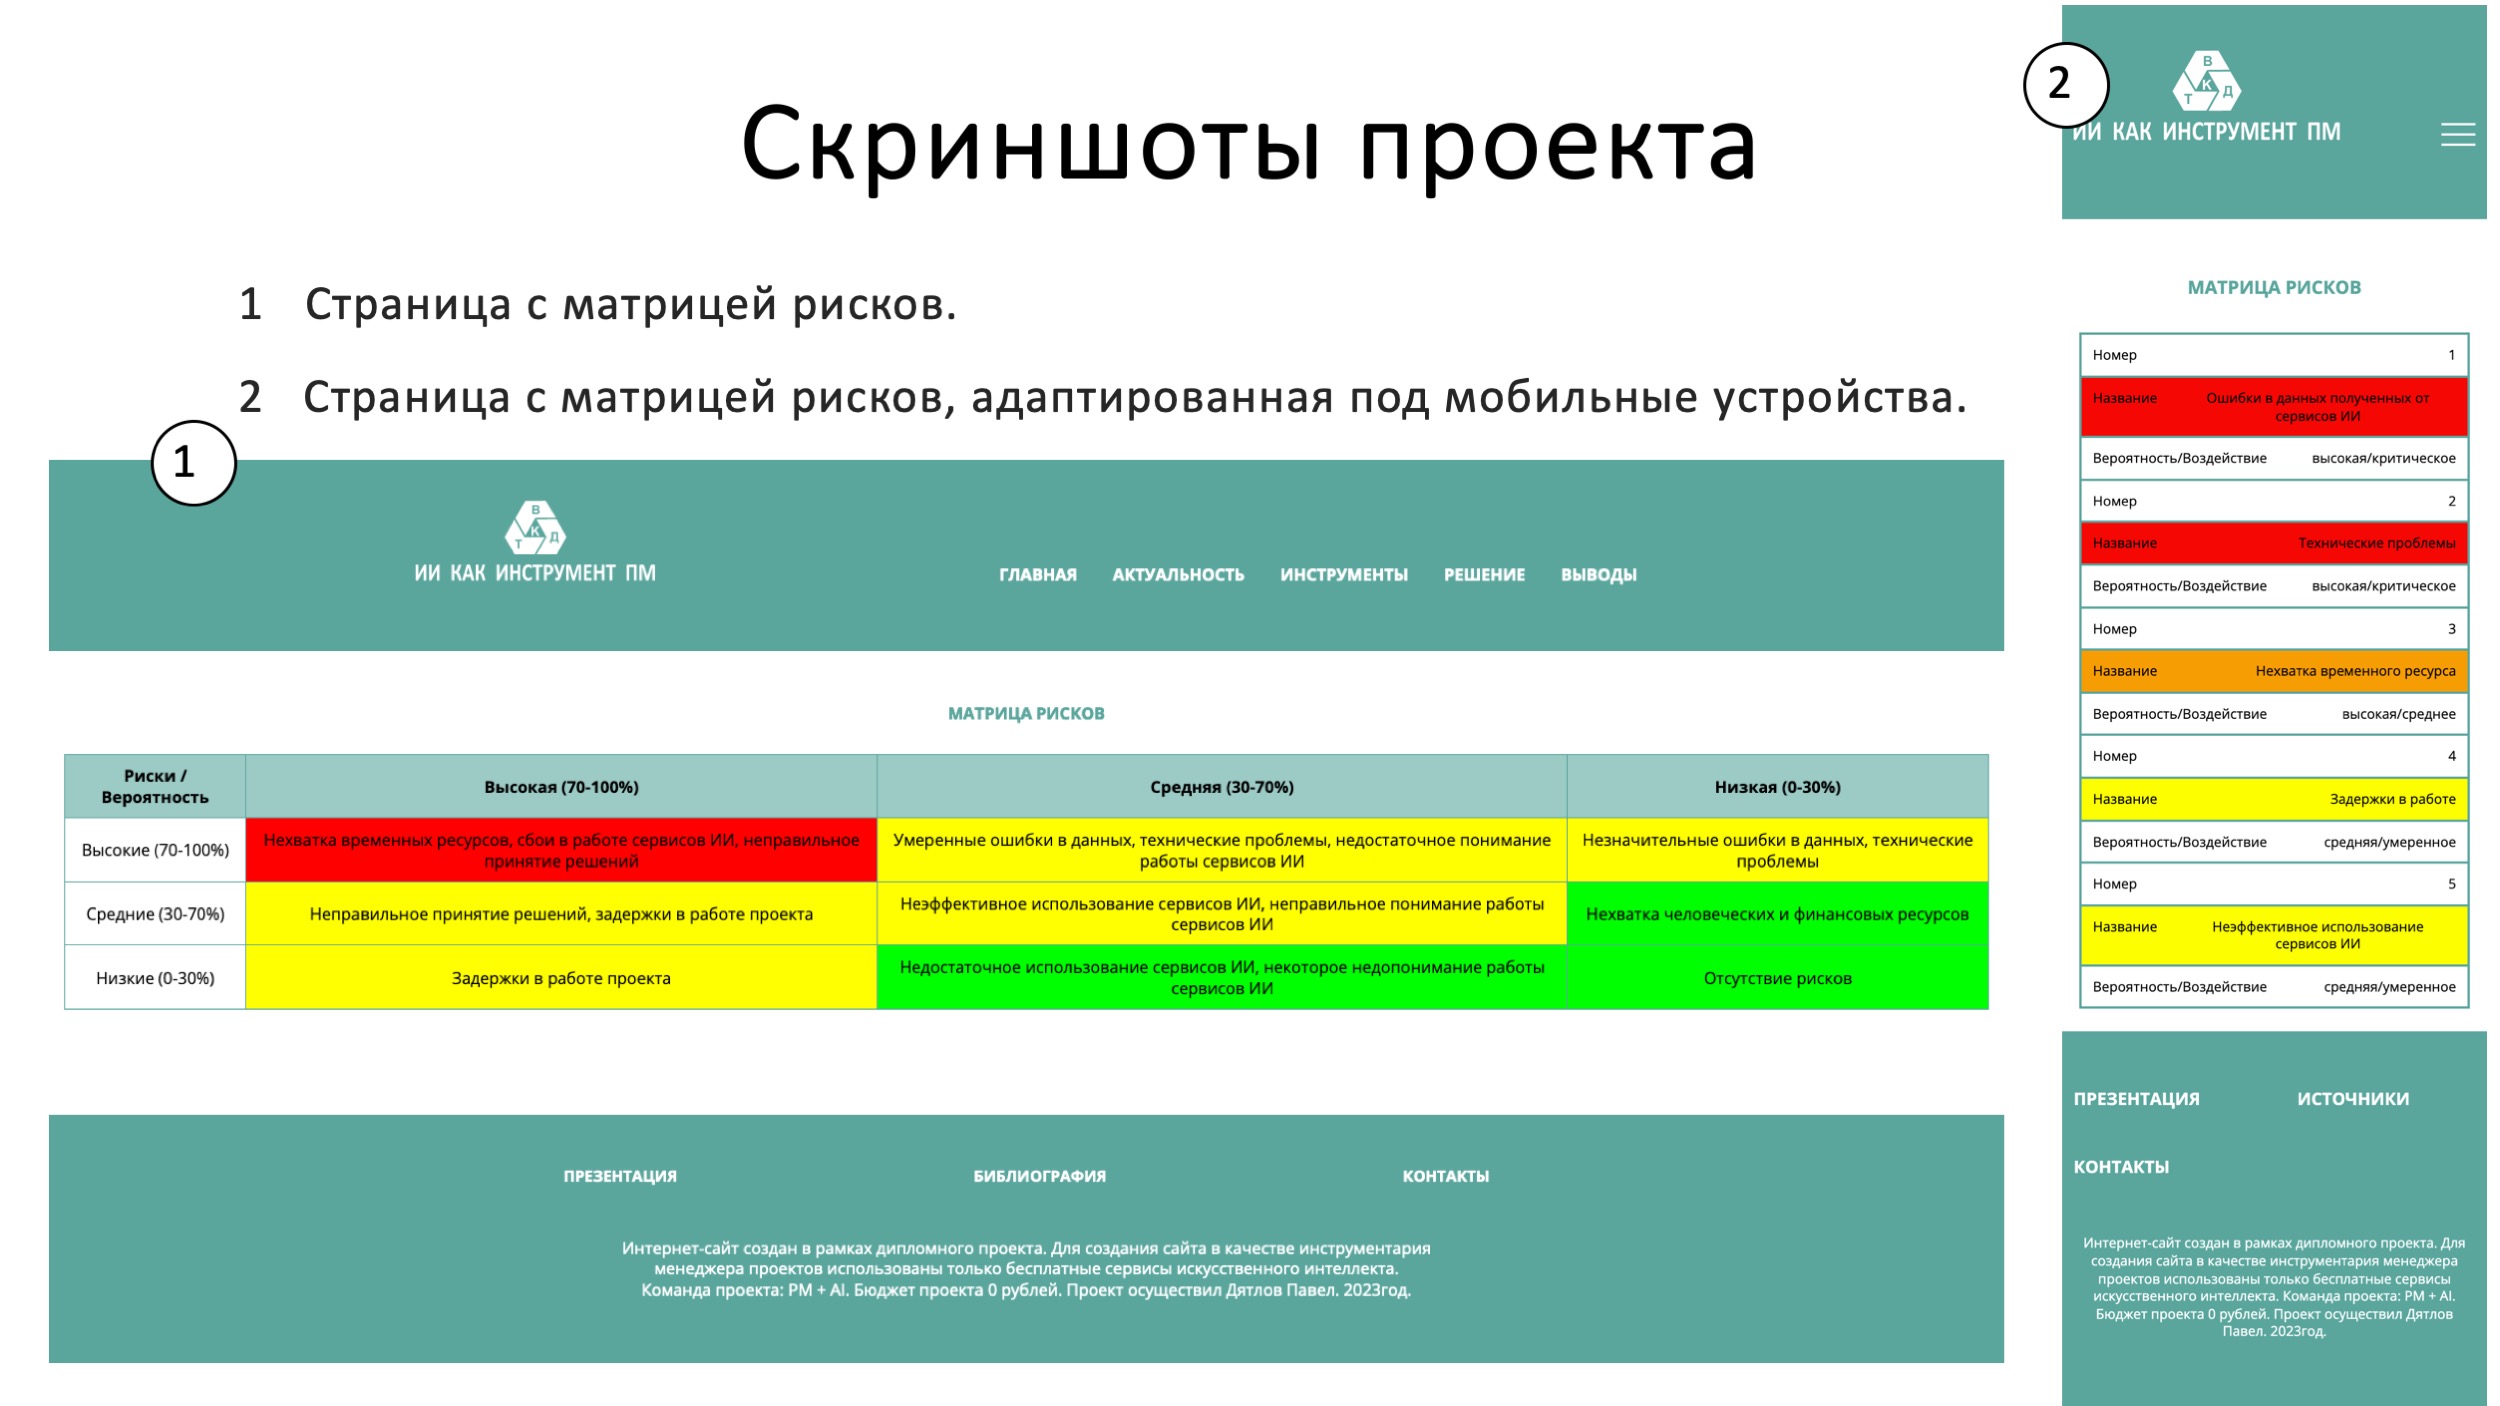 Скриншоты проекта
1 Страница с матрицей рисков.
2 Страница с матрицей рисков, адаптированная под мобильные устройства.
1
В
К
Т Д
ИИ КАК ИНСТРУМЕНТ ПМ
ГЛАВНАЯ АКТУАЛЬНОСТЬ ИНСТРУМЕНТЫ РЕШЕНИЕ ВЫВОДЫ
МАТРИЦА РИСКОВ
Риски /
Вероятность
Высокая (70-100%)
Средняя (30-70%)
Низкая (0-30%)
Высокие (70-100%)
Нехватка временных ресурсов, сбои в работе сервисов ИИ, неправильное
принятие решений
Умеренные ошибки в данных, технические проблемы, недостаточное понимание
работы сервисов ИИ
Незначительные ошибки в данных, технические
проблемы
Средние (30-70%)
Неправильное принятие решений, задержки в работе проекта
Неэффективное использование сервисов ИИ, неправильное понимание работы
сервисов ИИ
Нехватка человеческих и финансовых ресурсов
Низкие (0-30%)
Задержки в работе проекта
Недостаточное использование сервисов ИИ, некоторое недопонимание работы
сервисов ИИ
Отсутствие рисков
ПРЕЗЕНТАЦИЯ БИБЛИОГРАФИЯ КОНТАКТЫ
Интернет-сайт создан в рамках дипломного проекта. Для создания сайта в качестве инструментария
менеджера проектов использованы только бесплатные сервисы искусственного интеллекта.
Команда проекта: PM + AI. Бюджет проекта 0 рублей. Проект осуществил Дятлов Павел. 2023год.
2
В
К
Т Д
ИИ КАК ИНСТРУМЕНТ ПМ
МАТРИЦА РИСКОВ
Номер 1
Название Ошибки в данных полученных от
сервисов ИИ
Вероятность/Воздействие высокая/критическое
Номер 2
Название Технические проблемы
Вероятность/Воздействие высокая/критическое
Номер 3
Название Нехватка временного ресурса
Вероятность/Воздействие высокая/среднее
Номер 4
Название Задержки в работе
Вероятность/Воздействие средняя/умеренное
Номер 5
Название Неэффективное использование
сервисов ИИ
Вероятность/Воздействие средняя/умеренное
ПРЕЗЕНТАЦИЯ ИСТОЧНИКИ
КОНТАКТЫ
Интернет-сайт создан в рамках дипломного проекта. Для
создания сайта в качестве инструментария менеджера
проектов использованы только бесплатные сервисы
искусственного интеллекта. Команда проекта: PM + AI.
Бюджет проекта 0 рублей. Проект осуществил Дятлов
Павел. 2023год.